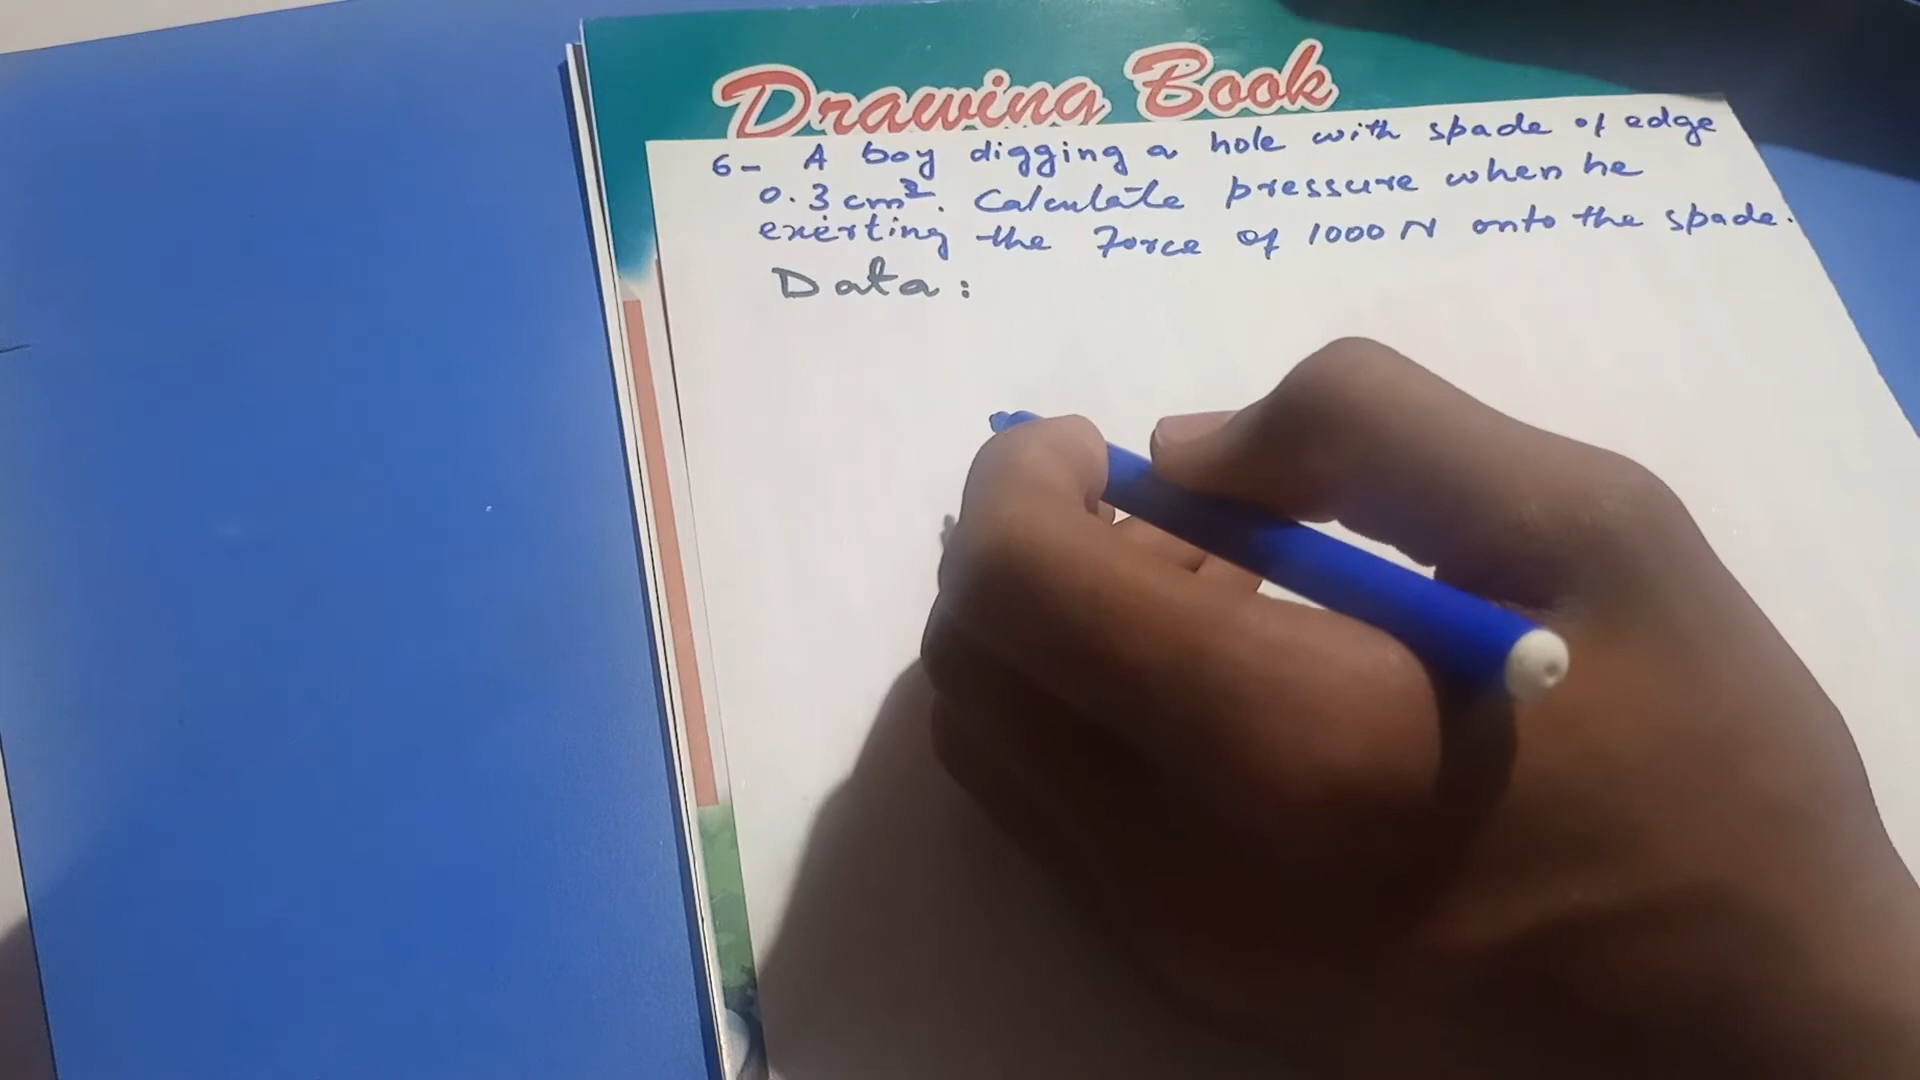 Drawing Book
6- A boy digging a hole with spade of edge
0.3 cm². Calculate pressure when he
exerting the Force of 1000 N onto the spade.
Data: